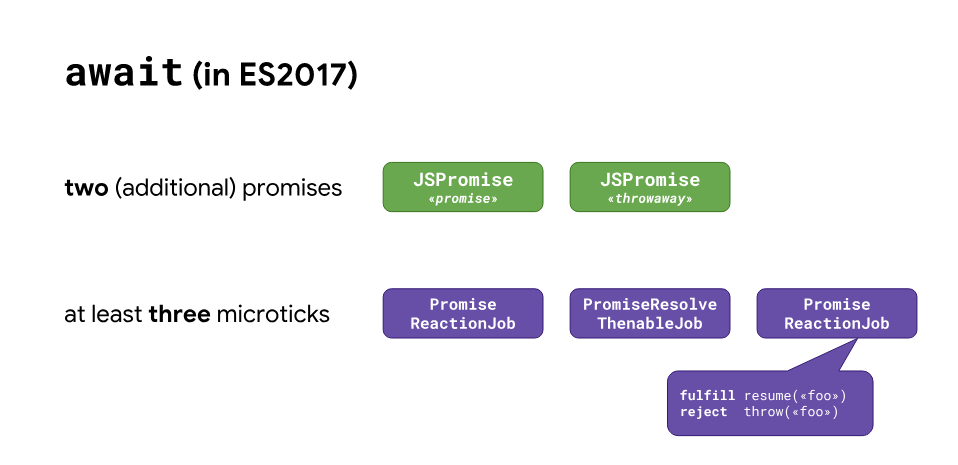 await (in ES2017)
two (additional) promises
JSPromise
«promise»
JSPromise
«throwaway»
at least three microticks
Promise
ReactionJob
PromiseResolve
ThenableJob
Promise
ReactionJob
fulfill resume(«foo»)
reject throw(«foo»)